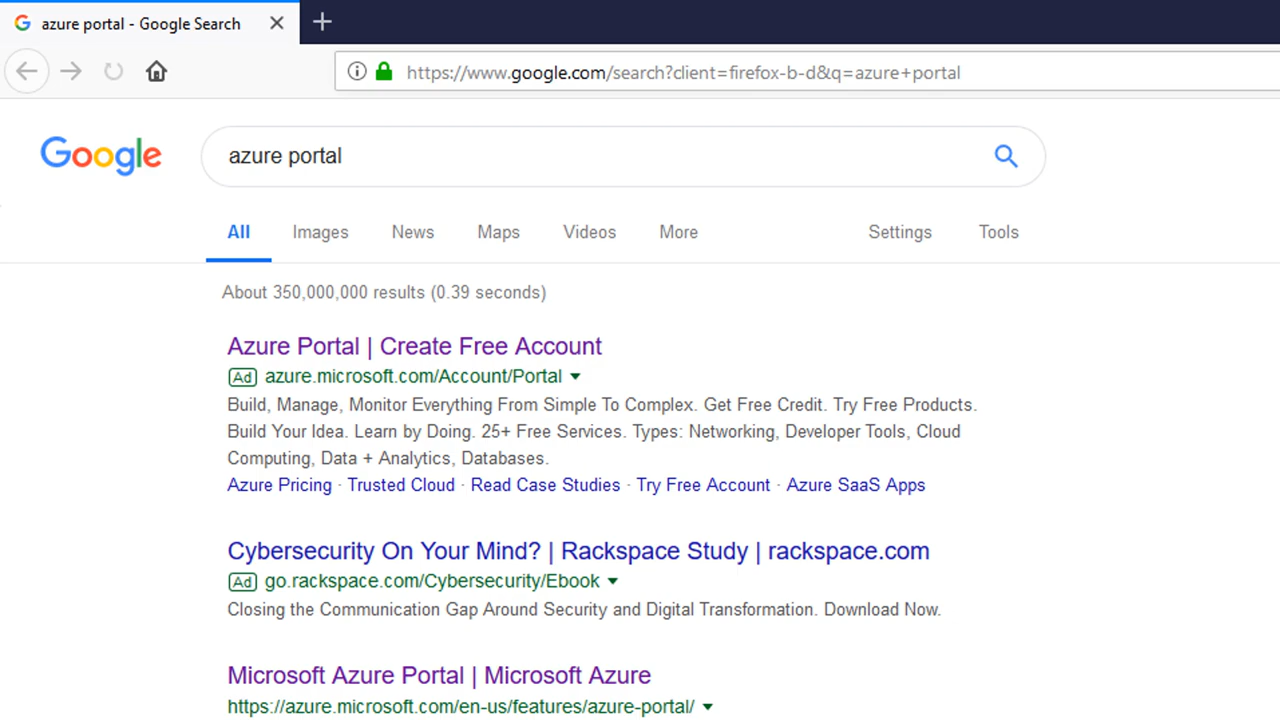 azure portal - Google Search
https://www.google.com/search?client=firefox-b-d&q=azure+portal
Google
azure portal
All Images News Maps Videos More Settings Tools
About 350,000,000 results (0.39 seconds)
Azure Portal | Create Free Account
Ad azure.microsoft.com/Account/Portal
Build, Manage, Monitor Everything From Simple To Complex. Get Free Credit. Try Free Products.
Build Your Idea. Learn by Doing. 25+ Free Services. Types: Networking, Developer Tools, Cloud
Computing, Data + Analytics, Databases.
Azure Pricing · Trusted Cloud · Read Case Studies · Try Free Account · Azure SaaS Apps
Cybersecurity On Your Mind? | Rackspace Study | rackspace.com
Ad go.rackspace.com/Cybersecurity/Ebook
Closing the Communication Gap Around Security and Digital Transformation. Download Now.
Microsoft Azure Portal | Microsoft Azure
https://azure.microsoft.com/en-us/features/azure-portal/